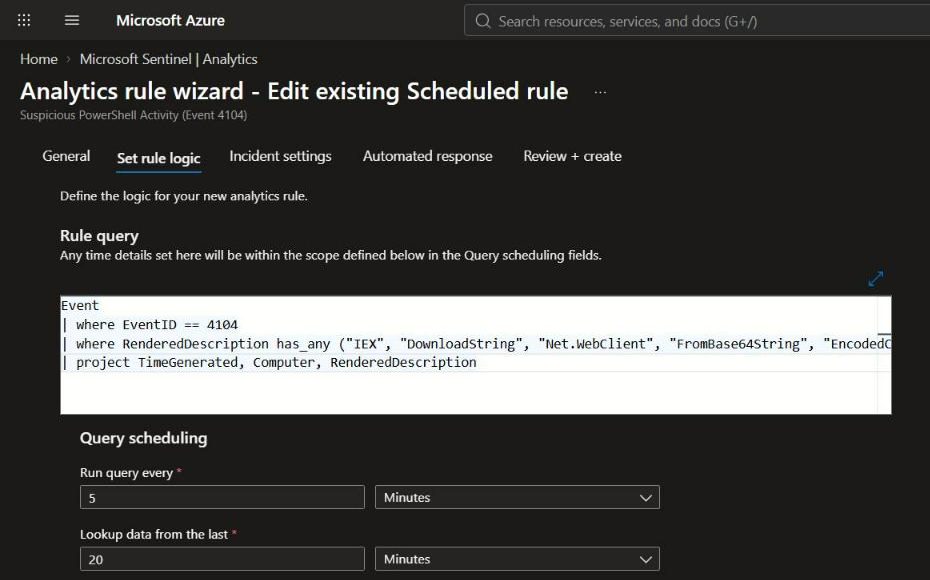 Microsoft Azure
Search resources, services, and docs (G+/)
Home > Microsoft Sentinel | Analytics
Analytics rule wizard - Edit existing Scheduled rule ...
Suspicious PowerShell Activity (Event 4104)
General Set rule logic Incident settings Automated response Review + create
Define the logic for your new analytics rule.
Rule query
Any time details set here will be within the scope defined below in the Query scheduling fields.
Event
| where EventID == 4104
| where RenderedDescription has_any ("IEX", "DownloadString", "Net.WebClient", "FromBase64String", "EncodedC
| project TimeGenerated, Computer, RenderedDescription
Query scheduling
Run query every *
5 Minutes
Lookup data from the last *
20 Minutes